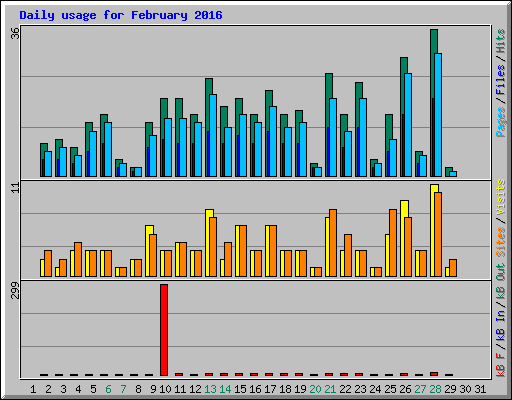 Daily usage for February 2016
36
Pages / Files / Hits
11
Sites / Visits
299
kB F / kB In / kB Out
1 2 3 4 5 6 7 8 9 10 11 12 13 14 15 16 17 18 19 20 21 22 23 24 25 26 27 28 29 30 31